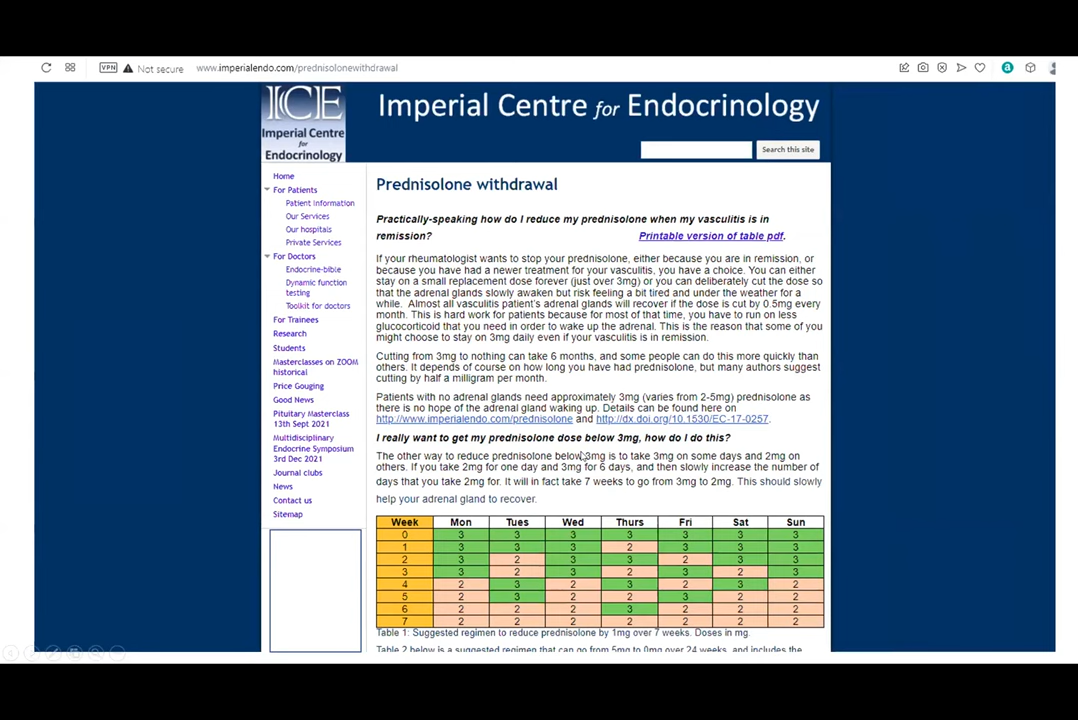 VPN Not secure www.imperialendo.com/prednisolonewithdrawal
ICE
Imperial Centre
for
Endocrinology
Imperial Centre for Endocrinology
Search this site
Home
For Patients
Patient Information
Our Services
Our hospitals
Private Services
For Doctors
Endocrine-bible
Dynamic function
testing
Toolkit for doctors
For Trainees
Research
Students
Masterclasses on ZOOM
historical
Price Gouging
Good News
Pituitary Masterclass
13th Sept 2021
Multidisciplinary
Endocrine Symposium
3rd Dec 2021
Journal clubs
News
Contact us
Sitemap
Prednisolone withdrawal
Practically-speaking how do I reduce my prednisolone when my vasculitis is in
remission? Printable version of table pdf.
If your rheumatologist wants to stop your prednisolone, either because you are in remission, or
because you have had a newer treatment for your vasculitis, you have a choice. You can either
stay on a small replacement dose forever (just over 3mg) or you can deliberately cut the dose so
that the adrenal glands slowly awaken but risk feeling a bit tired and under the weather for a
while. Almost all vasculitis patient's adrenal glands will recover if the dose is cut by 0.5mg every
month. This is hard work for patients because for most of that time, you have to run on less
glucocorticoid that you need in order to wake up the adrenal. This is the reason that some of you
might choose to stay on 3mg daily even if your vasculitis is in remission.
Cutting from 3mg to nothing can take 6 months, and some people can do this more quickly than
others. It depends of course on how long you have had prednisolone, but many authors suggest
cutting by half a milligram per month.
Patients with no adrenal glands need approximately 3mg (varies from 2-5mg) prednisolone as
there is no hope of the adrenal gland waking up. Details can be found here on
http://www.imperialendo.com/prednisolone and http://dx.doi.org/10.1530/EC-17-0257.
I really want to get my prednisolone dose below 3mg, how do I do this?
The other way to reduce prednisolone below 3mg is to take 3mg on some days and 2mg on
others. If you take 2mg for one day and 3mg for 6 days, and then slowly increase the number of
days that you take 2mg for. It will in fact take 7 weeks to go from 3mg to 2mg. This should slowly
help your adrenal gland to recover.
Week Mon Tues Wed Thurs Fri Sat Sun
0 3 3 3 3 3 3 3
1 3 3 3 2 3 3 3
2 3 2 3 3 2 3 3
3 3 2 3 2 3 2 3
4 2 3 2 3 2 3 2
5 2 3 2 2 3 2 2
6 2 2 2 3 2 2 2
7 2 2 2 2 2 2 2
Table 1: Suggested regimen to reduce prednisolone by 1mg over 7 weeks. Doses in mg.
Table 2 below is a suggested regimen that can go from 5mg to 0mg over 24 weeks, and includes the